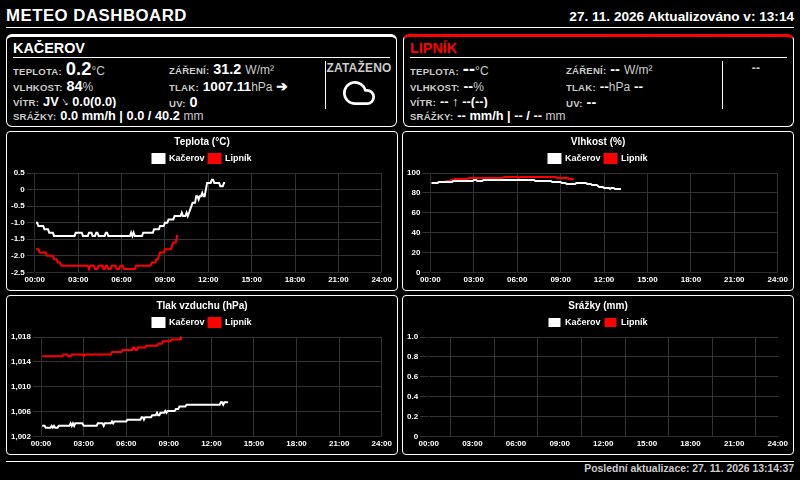 METEO DASHBOARD
27. 11. 2026 Aktualizováno v: 13:14
KAČEROV
TEPLOTA: 0.2°C
ZÁŘENÍ: 31.2 W/m²
ZATAŽENO
VLHKOST: 84%
TLAK: 1007.11hPa ➔
VÍTR: JV ↘ 0.0(0.0)
UV: 0
SRÁŽKY: 0.0 mm/h | 0.0 / 40.2 mm
LIPNÍK
TEPLOTA: --°C
ZÁŘENÍ: -- W/m²
--
VLHKOST: --%
TLAK: --hPa --
VÍTR: -- ↑ --(--)
UV: --
SRÁŽKY: -- mm/h | -- / -- mm
Teplota (°C)
Kačerov Lipník
0.5
0
-0.5
-1.0
-1.5
-2.0
-2.5
00:00 03:00 06:00 09:00 12:00 15:00 18:00 21:00 24:00
Vlhkost (%)
Kačerov Lipník
100
80
60
40
20
0
00:00 03:00 06:00 09:00 12:00 15:00 18:00 21:00 24:00
Tlak vzduchu (hPa)
Kačerov Lipník
1,018
1,014
1,010
1,006
1,002
00:00 03:00 06:00 09:00 12:00 15:00 18:00 21:00 24:00
Srážky (mm)
Kačerov Lipník
1.0
0.8
0.6
0.4
0.2
0
00:00 03:00 06:00 09:00 12:00 15:00 18:00 21:00 24:00
Poslední aktualizace: 27. 11. 2026 13:14:37